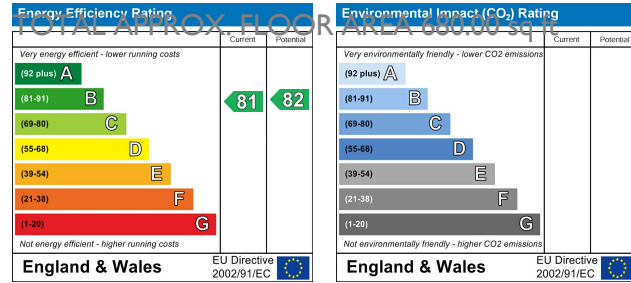 Energy Efficiency Rating
TOTAL APPROX. FLOOR AREA 680.00 sq ft
Current Potential
Very energy efficient - lower running costs
(92 plus) A
(81-91) B
81 82
(69-80) C
(55-68) D
(39-54) E
(21-38) F
(1-20) G
Not energy efficient - higher running costs
England & Wales
EU Directive
2002/91/EC
Environmental Impact (CO₂) Rating
Current Potential
Very environmentally friendly - lower CO2 emissions
(92 plus) A
(81-91) B
(69-80) C
(55-68) D
(39-54) E
(21-38) F
(1-20) G
Not environmentally friendly - higher CO2 emissions
England & Wales
EU Directive
2002/91/EC